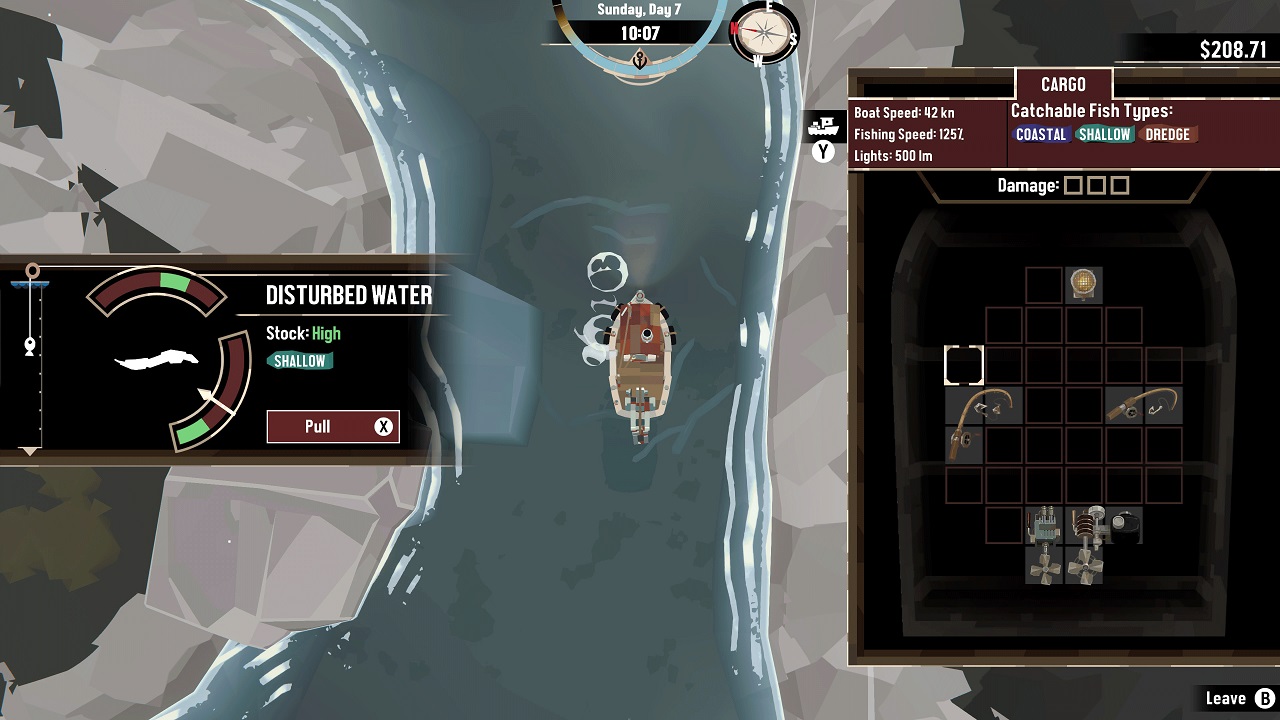 Sunday, Day 7
10:07
N
E
S
W
$208.71
CARGO
Boat Speed: 42 kn
Fishing Speed: 125%
Lights: 500 lm
Catchable Fish Types:
COASTAL
SHALLOW
DREDGE
Y
Damage:
DISTURBED WATER
Stock: High
SHALLOW
Pull X
Leave B